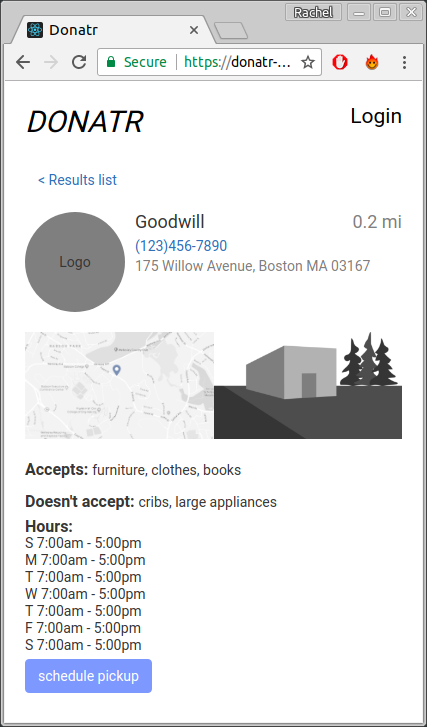 Rachel
Donatr
Secure
https://donatr-...
DONATR
Login
< Results list
Logo
Goodwill
0.2 mi
(123)456-7890
175 Willow Avenue, Boston MA 03167
Accepts: furniture, clothes, books
Doesn't accept: cribs, large appliances
Hours:
S 7:00am - 5:00pm
M 7:00am - 5:00pm
T 7:00am - 5:00pm
W 7:00am - 5:00pm
T 7:00am - 5:00pm
F 7:00am - 5:00pm
S 7:00am - 5:00pm
schedule pickup